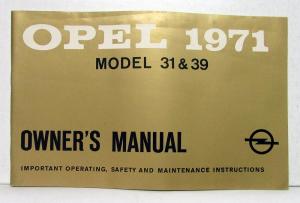 OPEL 1971
MODEL 31 & 39
OWNER'S MANUAL
IMPORTANT OPERATING, SAFETY AND MAINTENANCE INSTRUCTIONS